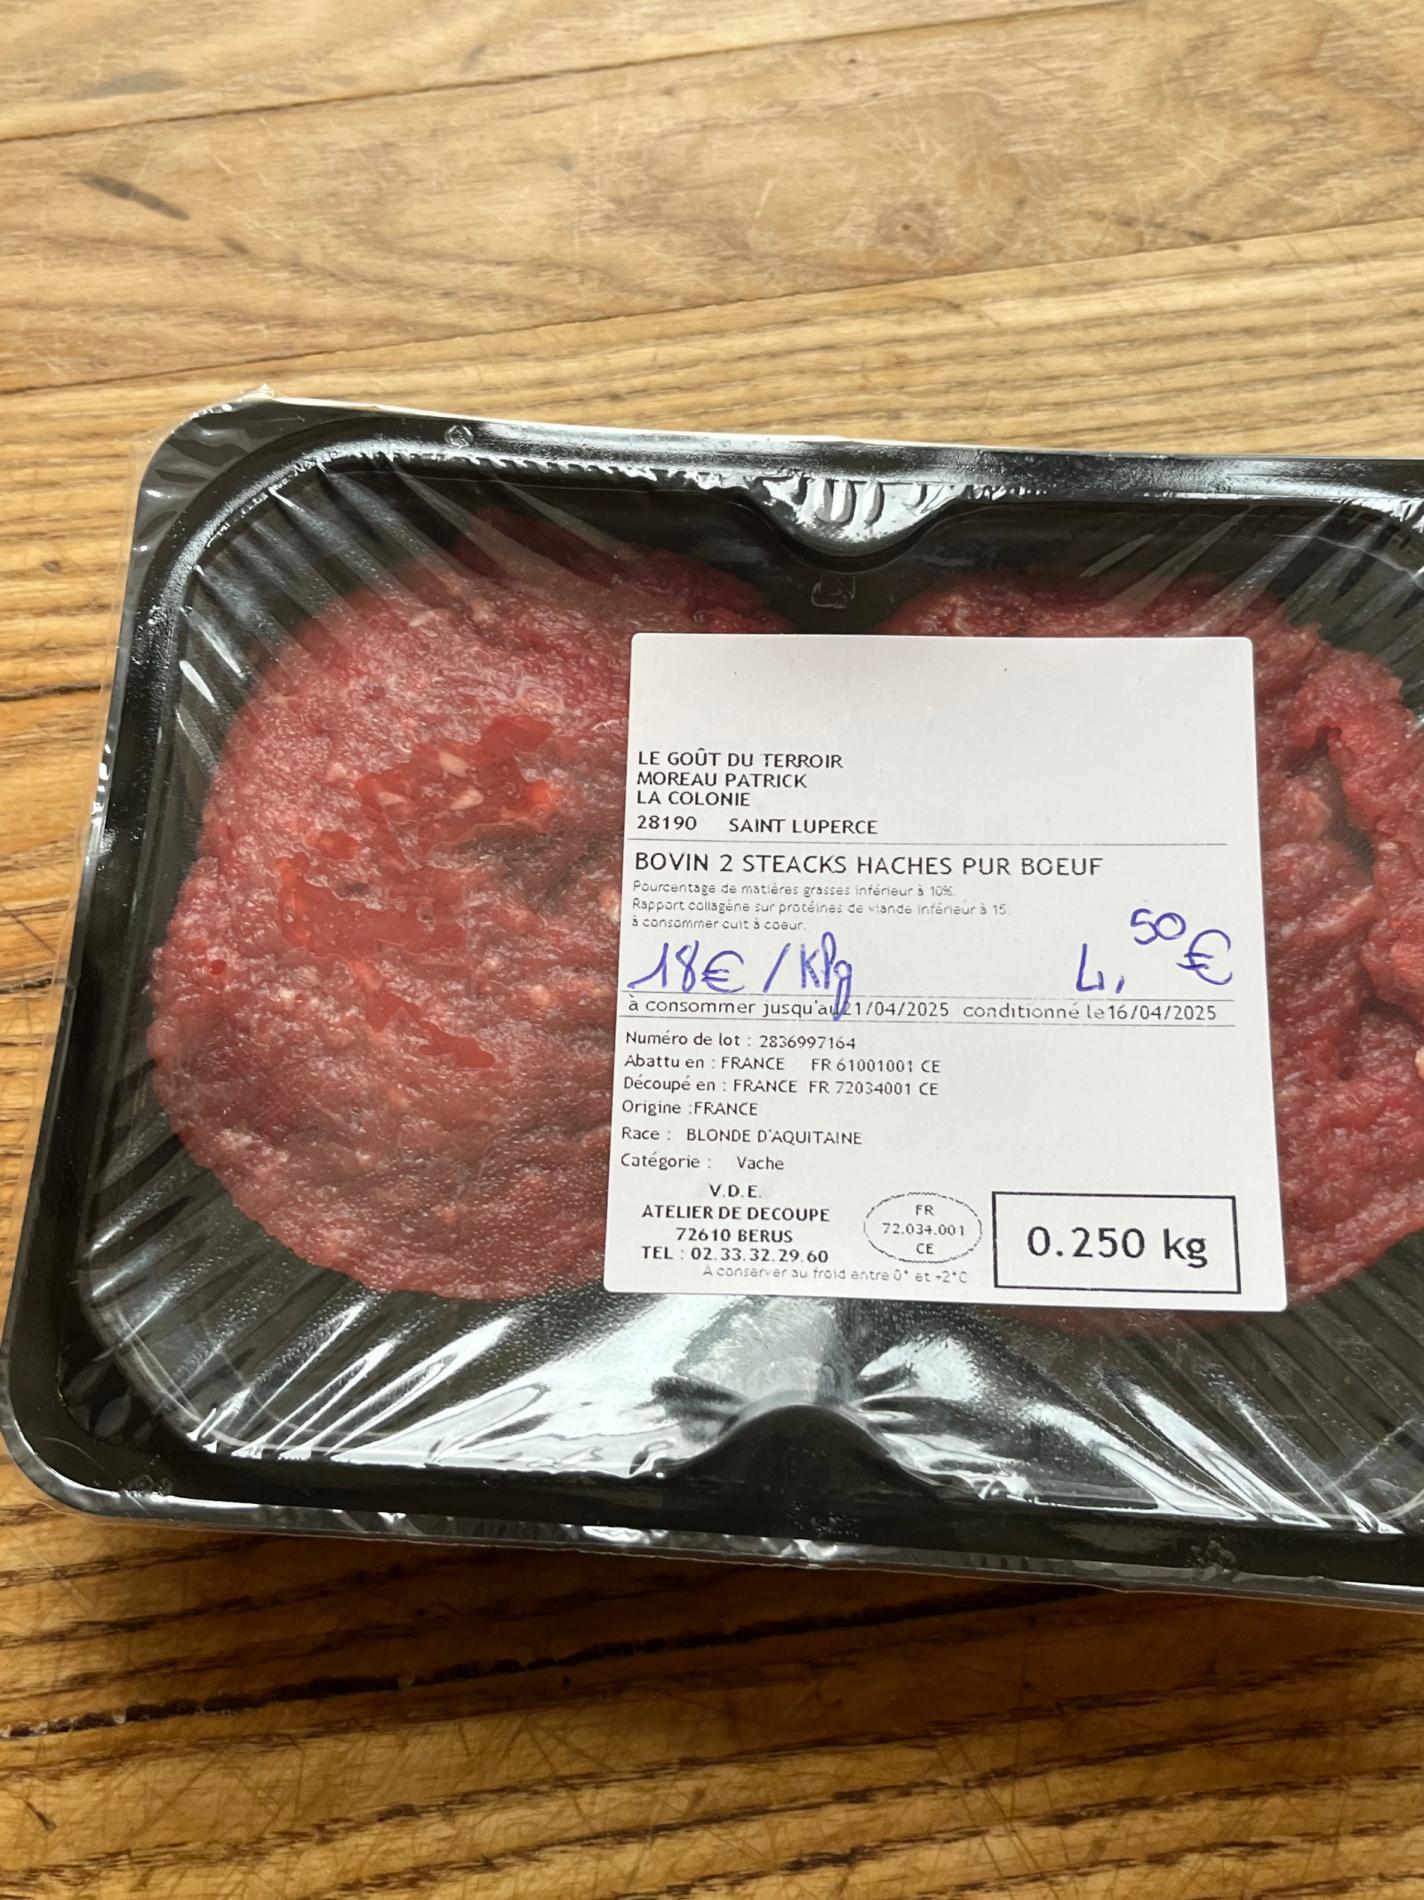 LE GOÛT DU TERROIR
MOREAU PATRICK
LA COLONIE
28190 SAINT LUPERCE
BOVIN 2 STEACKS HACHES PUR BOEUF
Pourcentage de matières grasses inférieur à 10%.
Rapport collagène sur protéines de viande inférieur à 15.
à consommer cuit à coeur.
18€ / Kg 4,50€
à consommer jusqu'au 21/04/2025 conditionné le 16/04/2025
Numéro de lot : 2836997164
Abattu en : FRANCE FR 61001001 CE
Découpé en : FRANCE FR 72034001 CE
Origine : FRANCE
Race : BLONDE D'AQUITAINE
Catégorie : Vache
V.D.E.
ATELIER DE DECOUPE
72610 BERUS
TEL : 02.33.32.29.60
A conserver au froid entre 0° et +2°C
FR
72.034.001
CE
0.250 kg